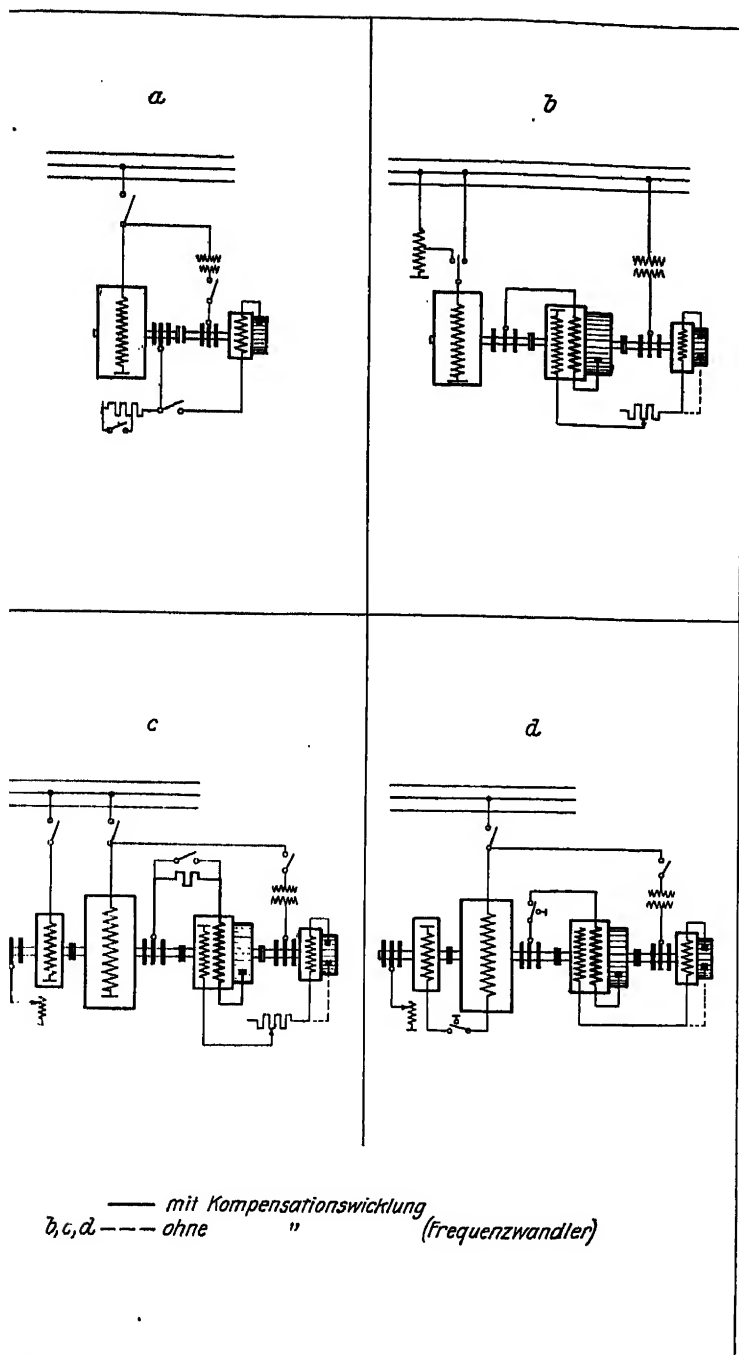 a
b
c
d
—— mit Kompensationswicklung
b,c,d ---- ohne " (Frequenzwandler)